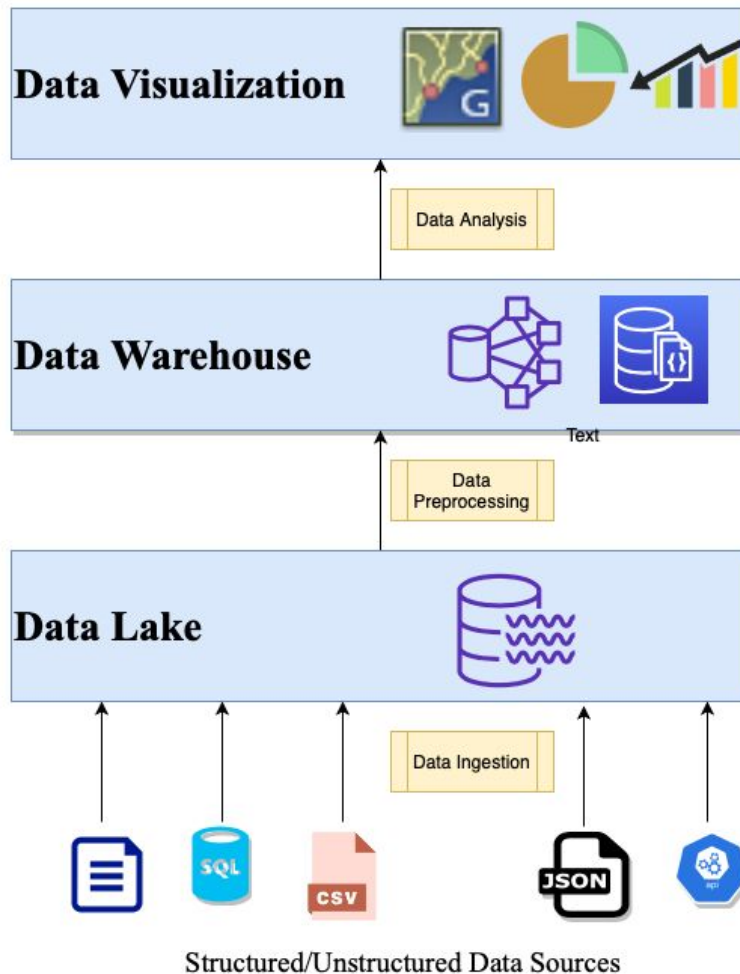 Data Visualization
G
Data Analysis
Data Warehouse
{}
Text
Data
Preprocessing
Data Lake
Data Ingestion
SQL
CSV
JSON
api
Structured/Unstructured Data Sources